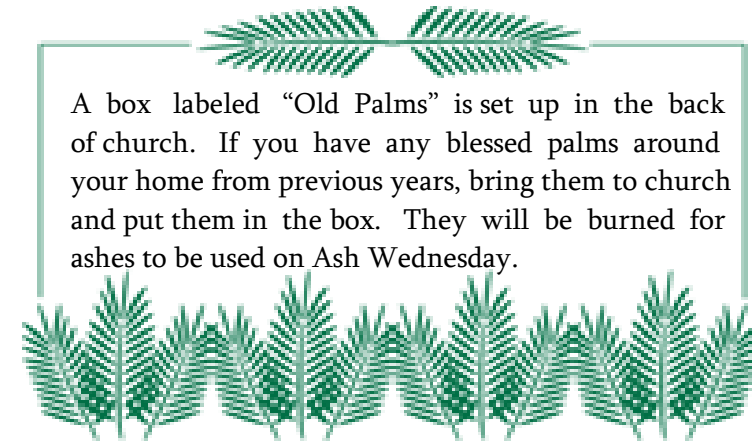 A box labeled “Old Palms” is set up in the back
of church. If you have any blessed palms around
your home from previous years, bring them to church
and put them in the box. They will be burned for
ashes to be used on Ash Wednesday.